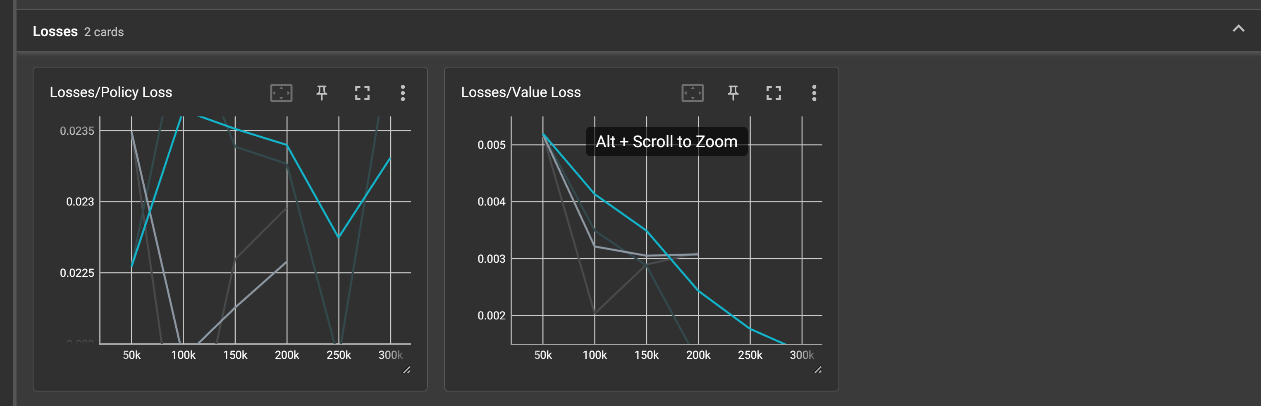 Losses 2 cards
Losses/Policy Loss
0.0235
0.023
0.0225
50k 100k 150k 200k 250k 300k
Losses/Value Loss
Alt + Scroll to Zoom
0.005
0.004
0.003
0.002
50k 100k 150k 200k 250k 300k